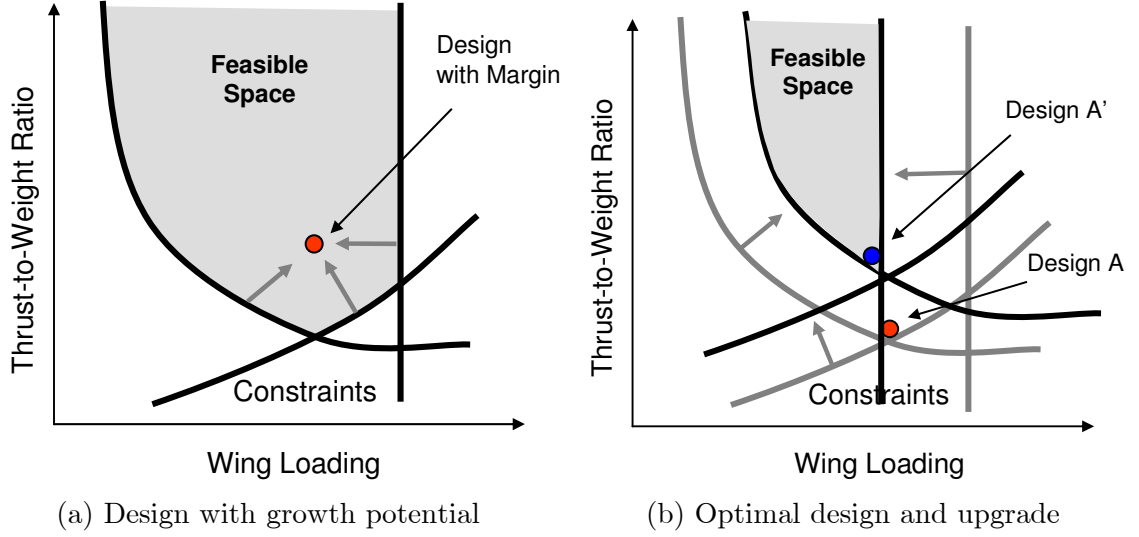 Thrust-to-Weight Ratio
Feasible
Space
Design
with Margin
Constraints
Wing Loading
(a) Design with growth potential
Thrust-to-Weight Ratio
Feasible
Space
Design A'
Design A
Constraints
Wing Loading
(b) Optimal design and upgrade